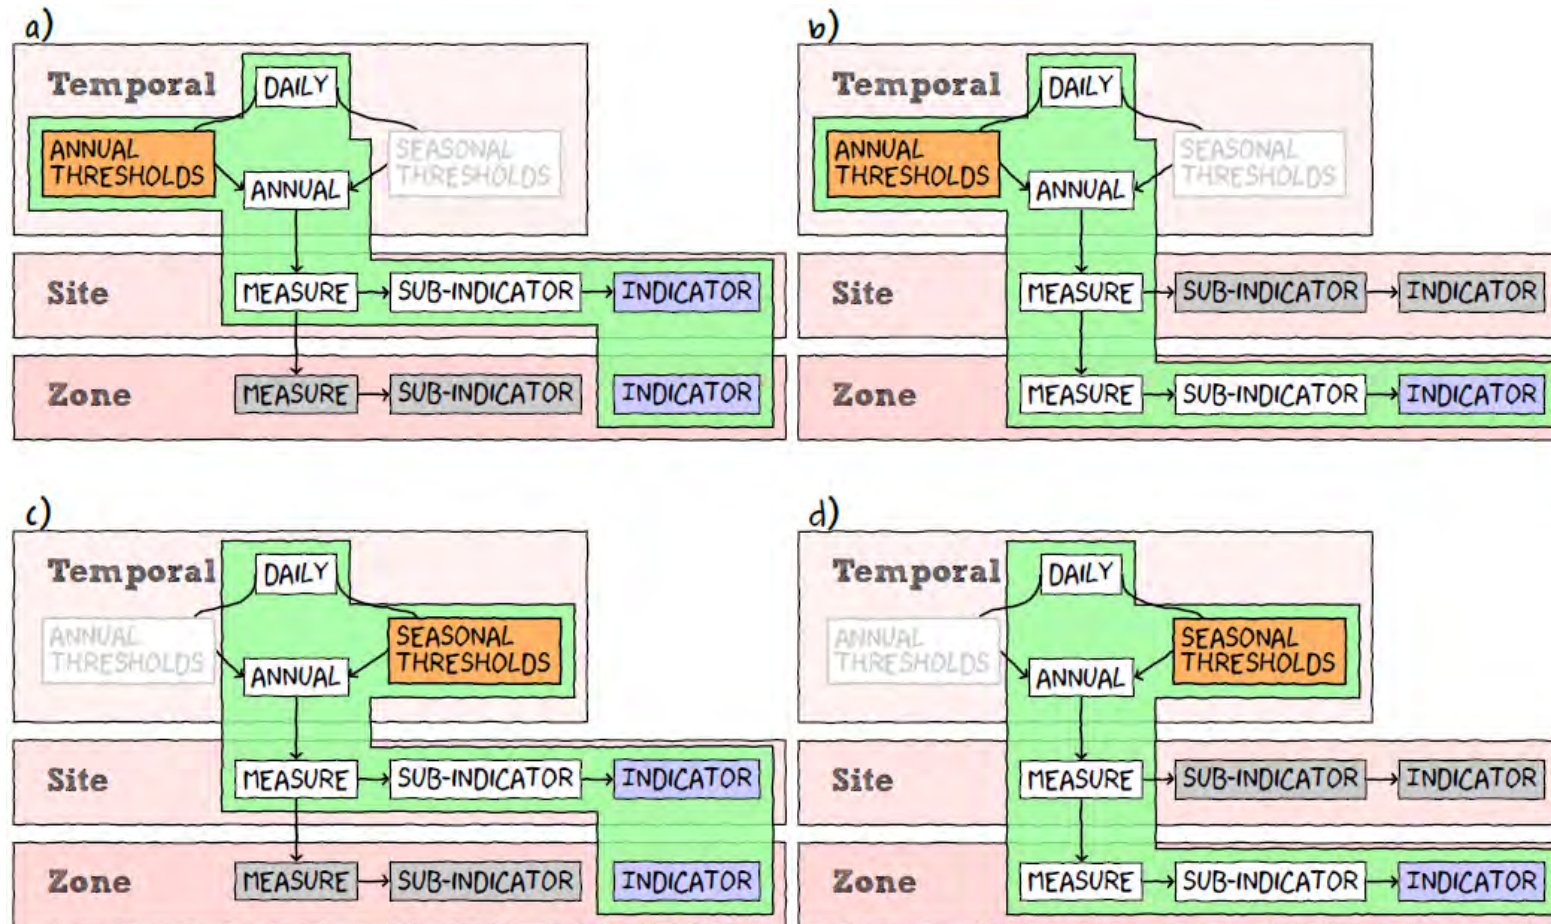 a)
Temporal
DAILY
ANNUAL
THRESHOLDS
SEASONAL
THRESHOLDS
ANNUAL
Site
MEASURE
SUB-INDICATOR
INDICATOR
Zone
MEASURE
SUB-INDICATOR
INDICATOR
b)
Temporal
DAILY
ANNUAL
THRESHOLDS
SEASONAL
THRESHOLDS
ANNUAL
Site
MEASURE
SUB-INDICATOR
INDICATOR
Zone
MEASURE
SUB-INDICATOR
INDICATOR
c)
Temporal
DAILY
ANNUAL
THRESHOLDS
SEASONAL
THRESHOLDS
ANNUAL
Site
MEASURE
SUB-INDICATOR
INDICATOR
Zone
MEASURE
SUB-INDICATOR
INDICATOR
d)
Temporal
DAILY
ANNUAL
THRESHOLDS
SEASONAL
THRESHOLDS
ANNUAL
Site
MEASURE
SUB-INDICATOR
INDICATOR
Zone
MEASURE
SUB-INDICATOR
INDICATOR